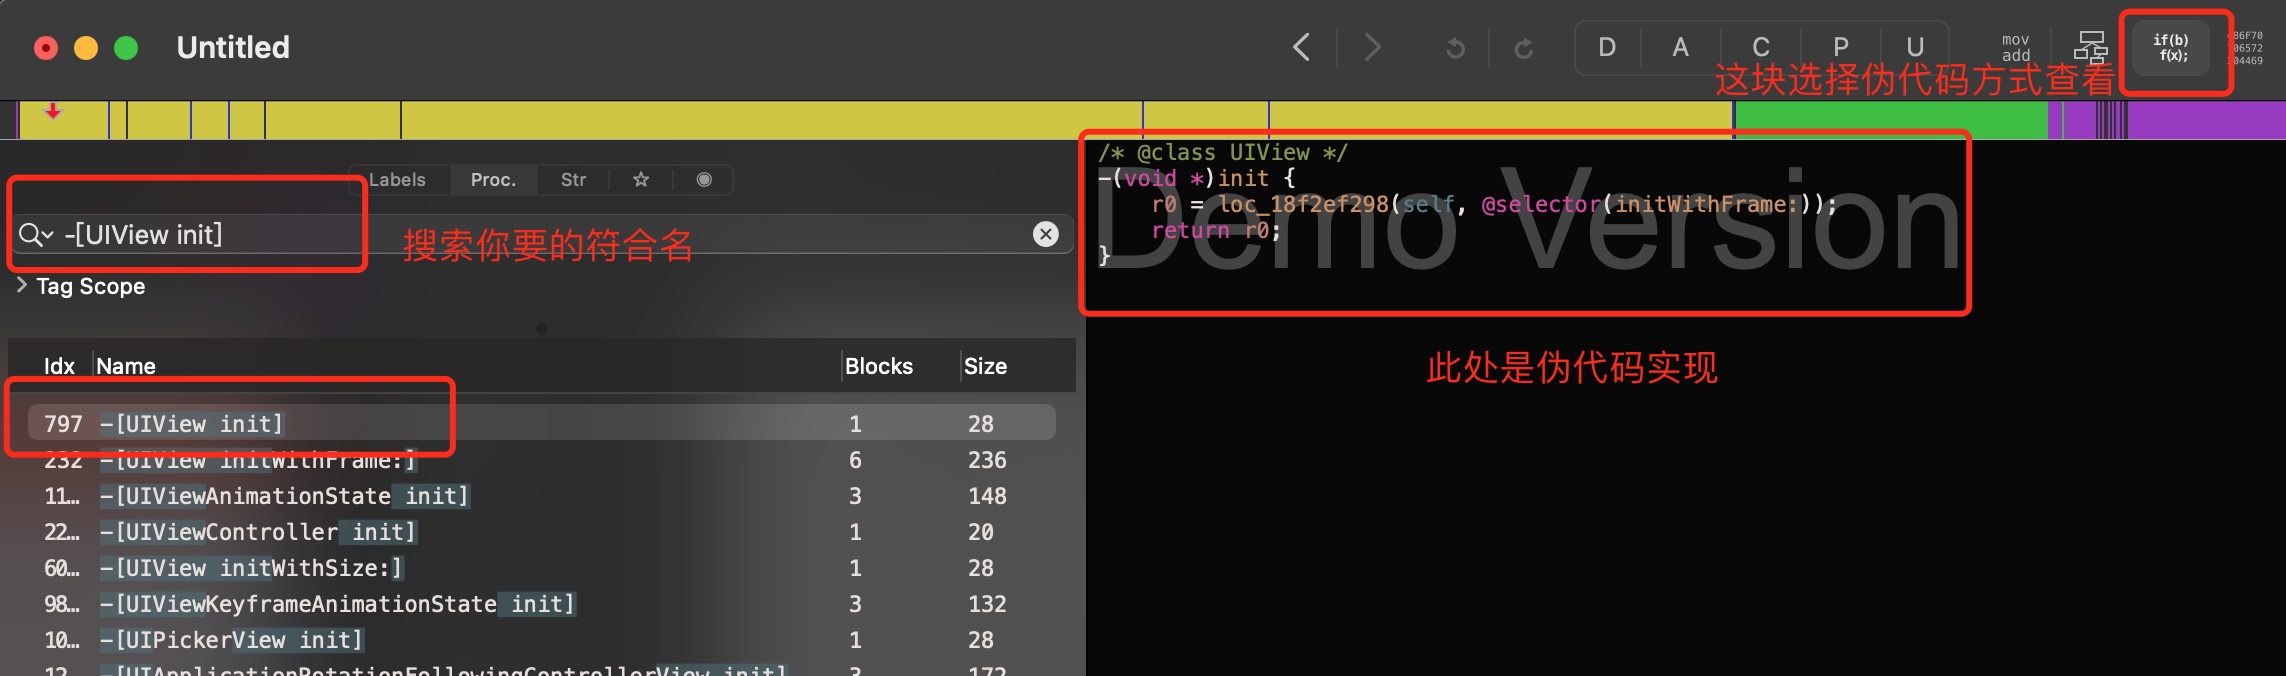 Untitled
D A C P U
mov
add
if(b)
f(x);
486F70
706572
204469
这块选择伪代码方式查看
Labels Proc. Str
-[UIView init]
搜索你要的符合名
Tag Scope
Idx Name Blocks Size
797 -[UIView init] 1 28
232 -[UIView initWithFrame:] 6 236
11… -[UIViewAnimationState init] 3 148
22… -[UIViewController init] 1 20
60… -[UIView initWithSize:] 1 28
98… -[UIViewKeyframeAnimationState init] 3 132
10… -[UIPickerView init] 1 28
12… -[UIApplicationRotationFollowingControllerView init] 3 172
/* @class UIView */
-(void *)init {
r0 = loc_18f2ef298(self, @selector(initWithFrame:));
return r0;
}
Demo Version
此处是伪代码实现